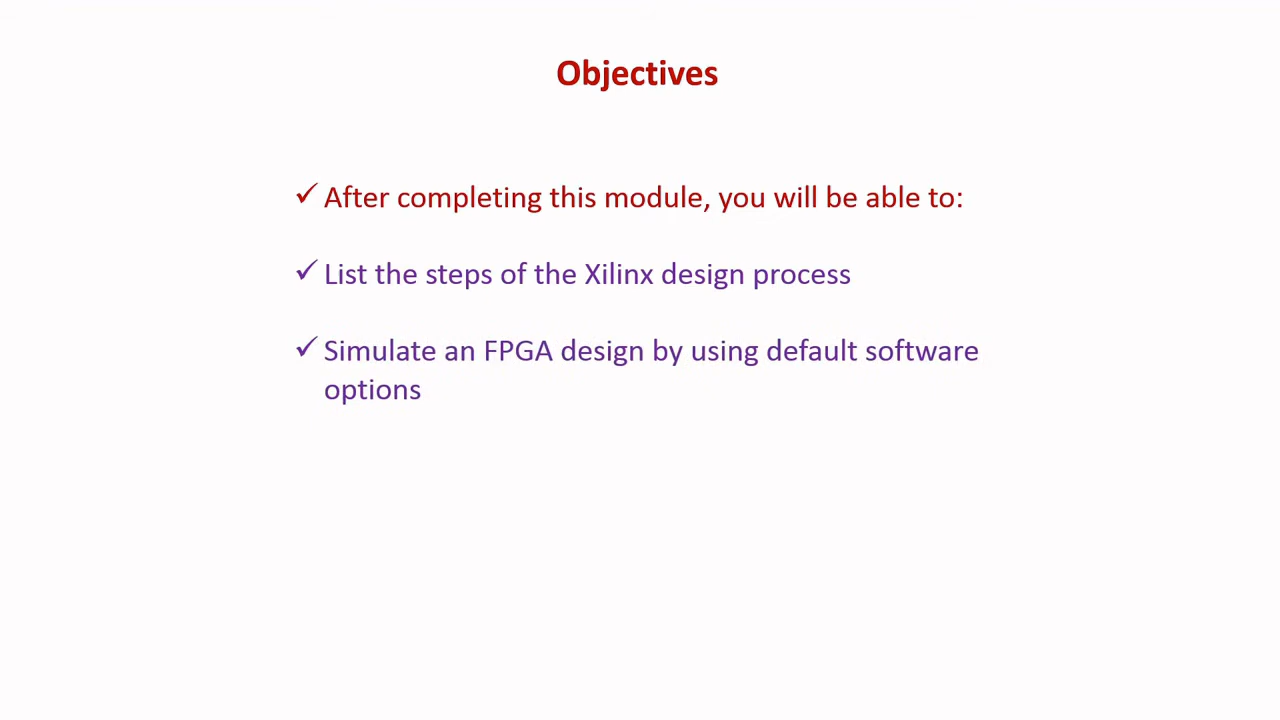 Objectives
✓ After completing this module, you will be able to:
✓ List the steps of the Xilinx design process
✓ Simulate an FPGA design by using default software
options